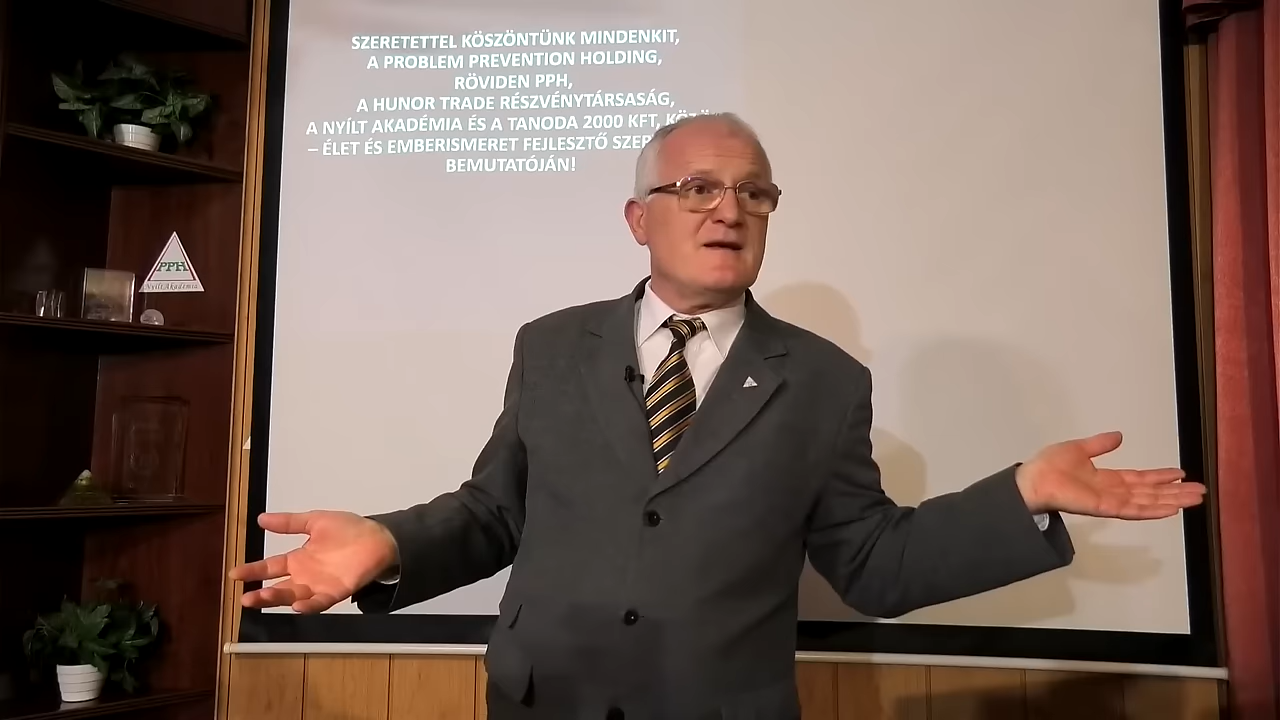 SZERETETTEL KÖSZÖNTÜNK MINDENKIT,
A PROBLEM PREVENTION HOLDING,
RÖVIDEN PPH,
A HUNOR TRADE RÉSZVÉNYTÁRSASÁG,
A NYÍLT AKADÉMIA ÉS A TANODA 2000 KFT,
– ÉLET ÉS EMBERISMERET FEJLESZTŐ
BEMUTATÓJÁN!
PPH
Nyílt Akadémia